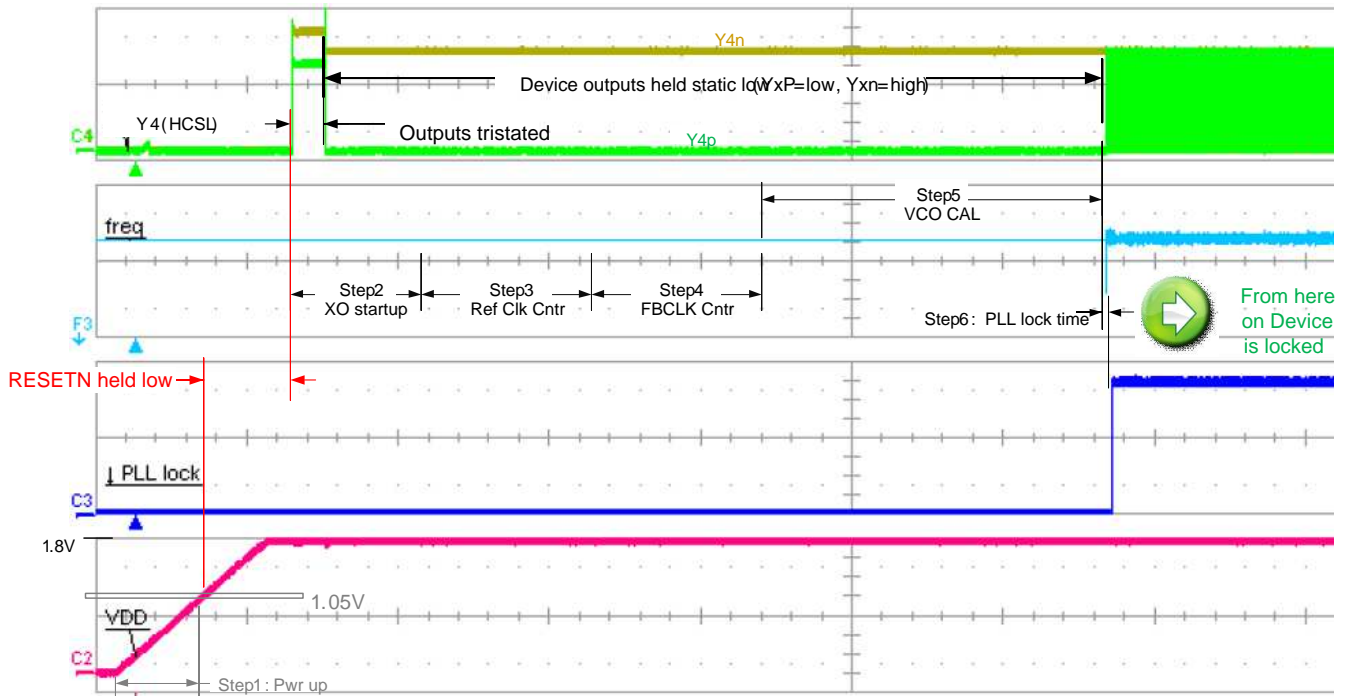 Y4n
Device outputs held static low(YxP=low, Yxn=high)
Y4(HCSL)
Outputs tristated
C4
Y4p
Step5
VCO CAL
freq
Step2
XO startup
Step3
Ref Clk Cntr
Step4
FBCLK Cntr
Step6: PLL lock time
From here
on Device
is locked
F3
RESETN held low
PLL lock
C3
1.8V
1.05V
VDD
C2
Step1: Pwr up